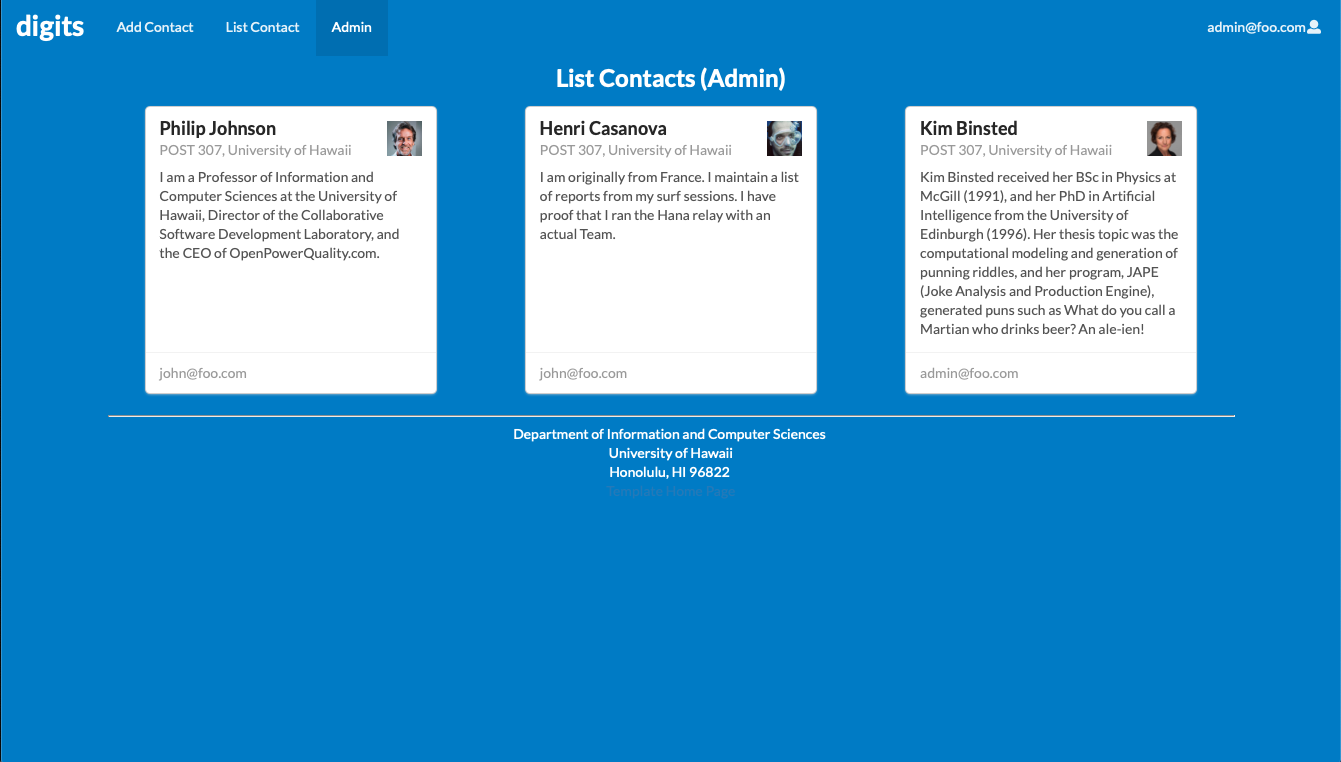 digits
Add Contact
List Contact
Admin
admin@foo.com
List Contacts (Admin)
Philip Johnson
POST 307, University of Hawaii
I am a Professor of Information and
Computer Sciences at the University of
Hawaii, Director of the Collaborative
Software Development Laboratory, and
the CEO of OpenPowerQuality.com.
john@foo.com
Henri Casanova
POST 307, University of Hawaii
I am originally from France. I maintain a list
of reports from my surf sessions. I have
proof that I ran the Hana relay with an
actual Team.
john@foo.com
Kim Binsted
POST 307, University of Hawaii
Kim Binsted received her BSc in Physics at
McGill (1991), and her PhD in Artificial
Intelligence from the University of
Edinburgh (1996). Her thesis topic was the
computational modeling and generation of
punning riddles, and her program, JAPE
(Joke Analysis and Production Engine),
generated puns such as What do you call a
Martian who drinks beer? An ale-ien!
admin@foo.com
Department of Information and Computer Sciences
University of Hawaii
Honolulu, HI 96822
Template Home Page